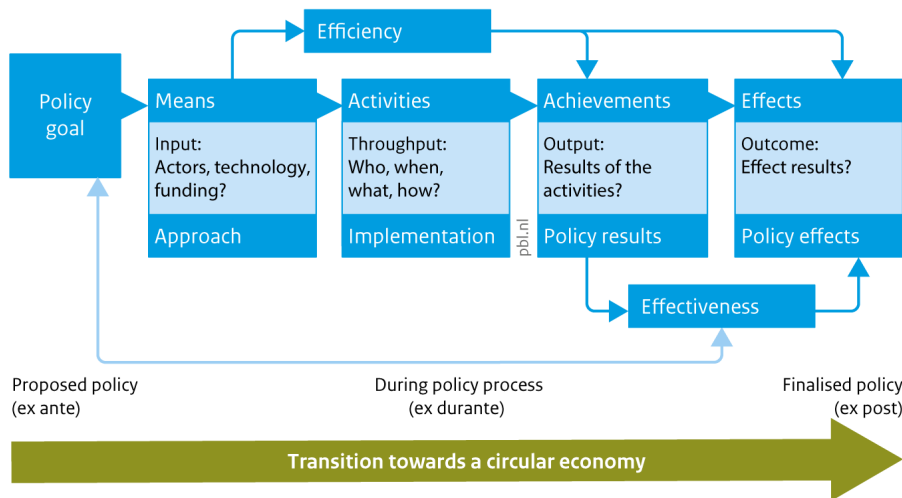 Efficiency
Policy
goal
Means
Activities
Achievements
Effects
Input:
Actors, technology,
funding?
Throughput:
Who, when,
what, how?
Output:
Results of the
activities?
Outcome:
Effect results?
Approach
Implementation
pbl.nl
Policy results
Policy effects
Effectiveness
Proposed policy
(ex ante)
During policy process
(ex durante)
Finalised policy
(ex post)
Transition towards a circular economy